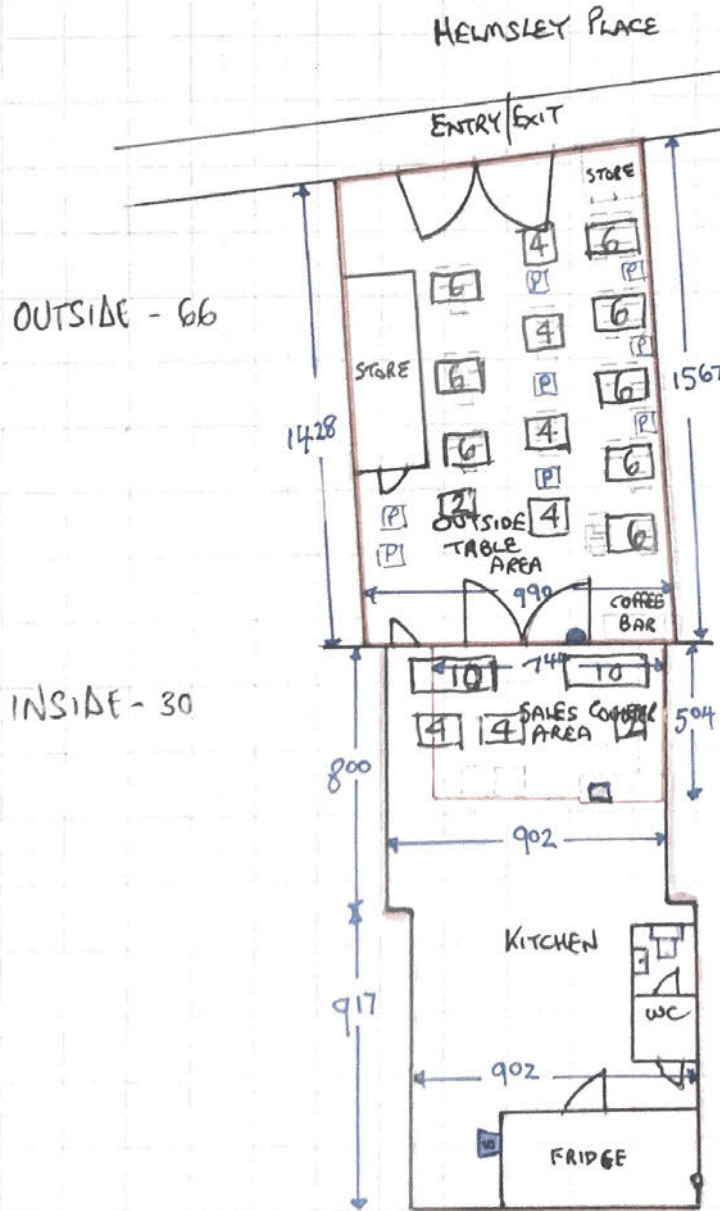 HELMSLEY PLACE
ENTRY/EXIT
STORE
4
6
P
P
6
OUTSIDE - 66
6
4
P
STORE
6
P
6
1567
1428
4
P
6
6
P
2
4
P
6
P
OUTSIDE
TABLE
AREA
990
COFFEE
BAR
10
744
10
INSIDE - 30
4
4
SALES COUNTER
AREA
2
504
800
902
KITCHEN
917
WC
902
FRIDGE